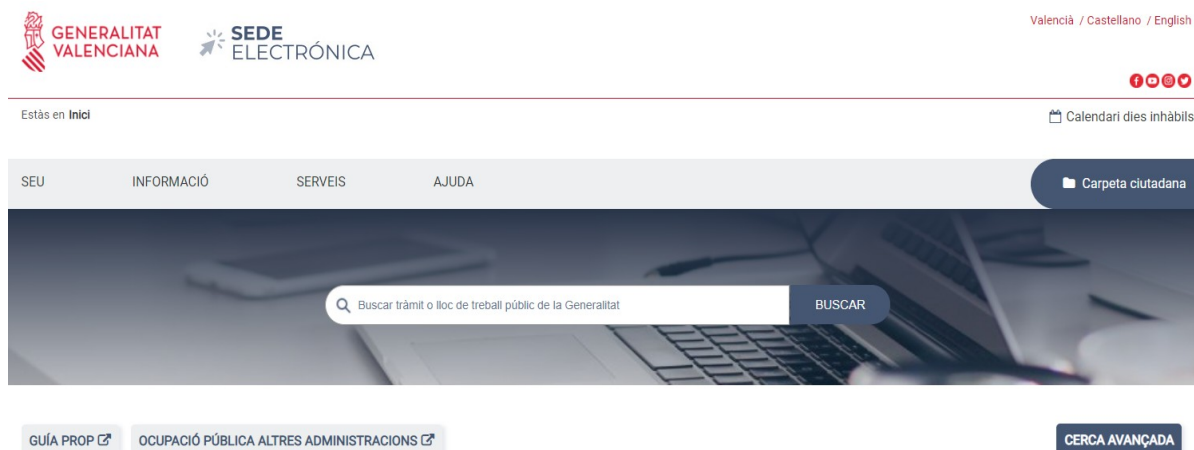 GENERALITAT
VALENCIANA
SEDE
ELECTRÓNICA
Valencià / Castellano / English
Estàs en Inici
Calendari dies inhàbils
SEU INFORMACIÓ SERVEIS AJUDA
Carpeta ciutadana
Buscar tràmit o lloc de treball públic de la Generalitat
BUSCAR
GUÍA PROP
OCUPACIÓ PÚBLICA ALTRES ADMINISTRACIONS
CERCA AVANÇADA